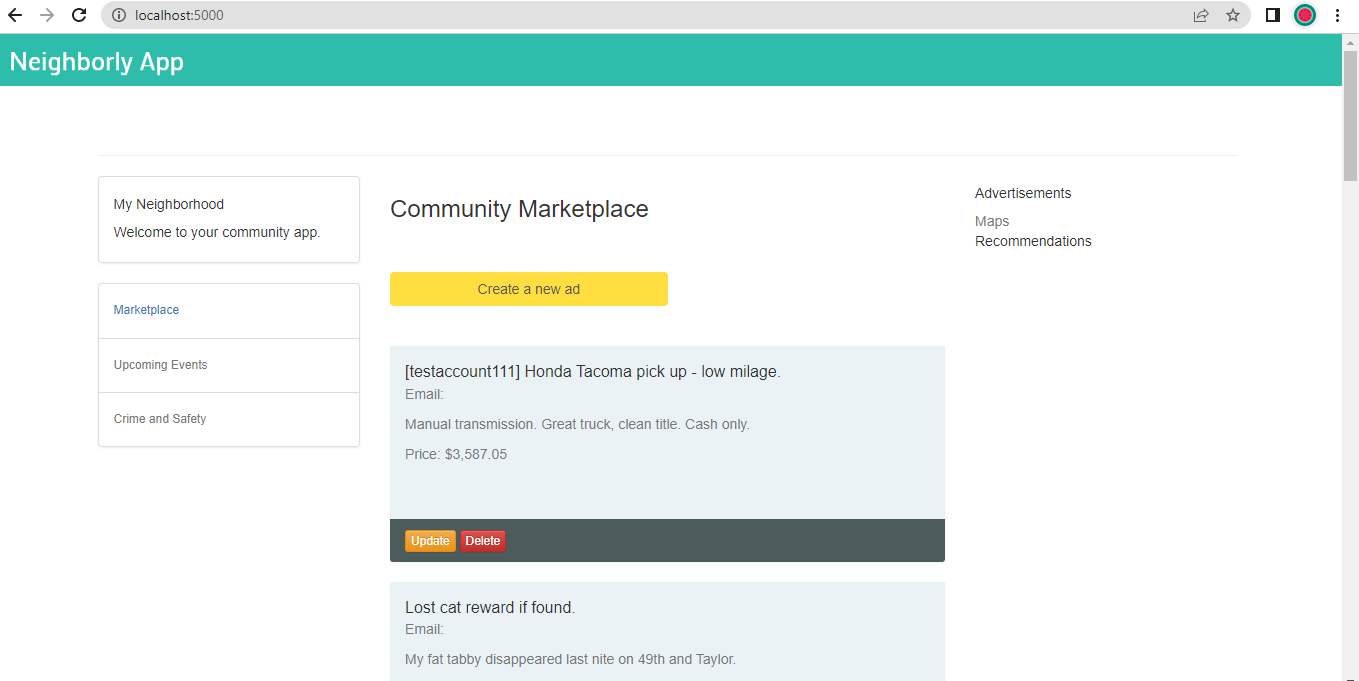 localhost:5000
Neighborly App
My Neighborhood
Welcome to your community app.
Marketplace
Upcoming Events
Crime and Safety
Community Marketplace
Create a new ad
[testaccount111] Honda Tacoma pick up - low milage.
Email:
Manual transmission. Great truck, clean title. Cash only.
Price: $3,587.05
Update Delete
Lost cat reward if found.
Email:
My fat tabby disappeared last nite on 49th and Taylor.
Advertisements
Maps
Recommendations